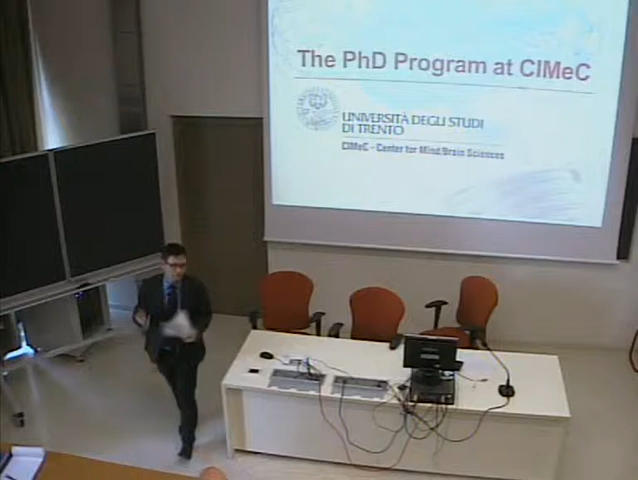 The PhD Program at CIMeC
UNIVERSITÀ DEGLI STUDI
DI TRENTO
CIMeC - Center for Mind/Brain Sciences